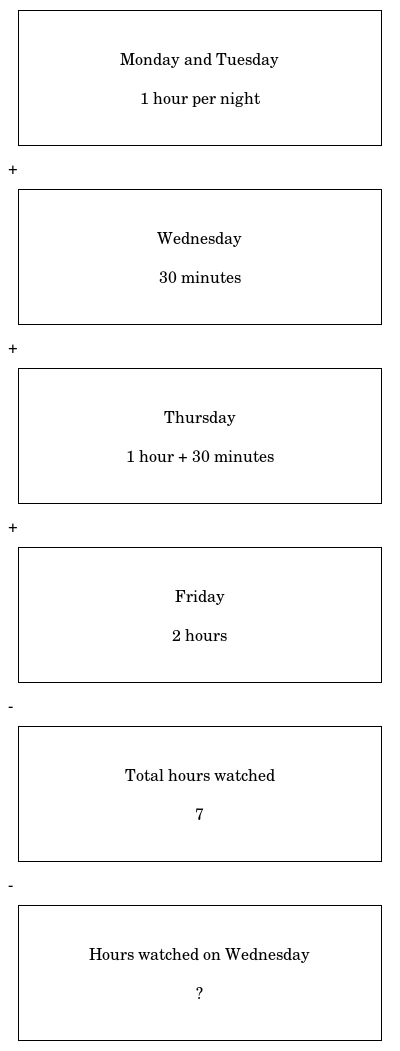 Monday and Tuesday
1 hour per night
+
Wednesday
30 minutes
+
Thursday
1 hour + 30 minutes
+
Friday
2 hours
-
Total hours watched
7
-
Hours watched on Wednesday
?